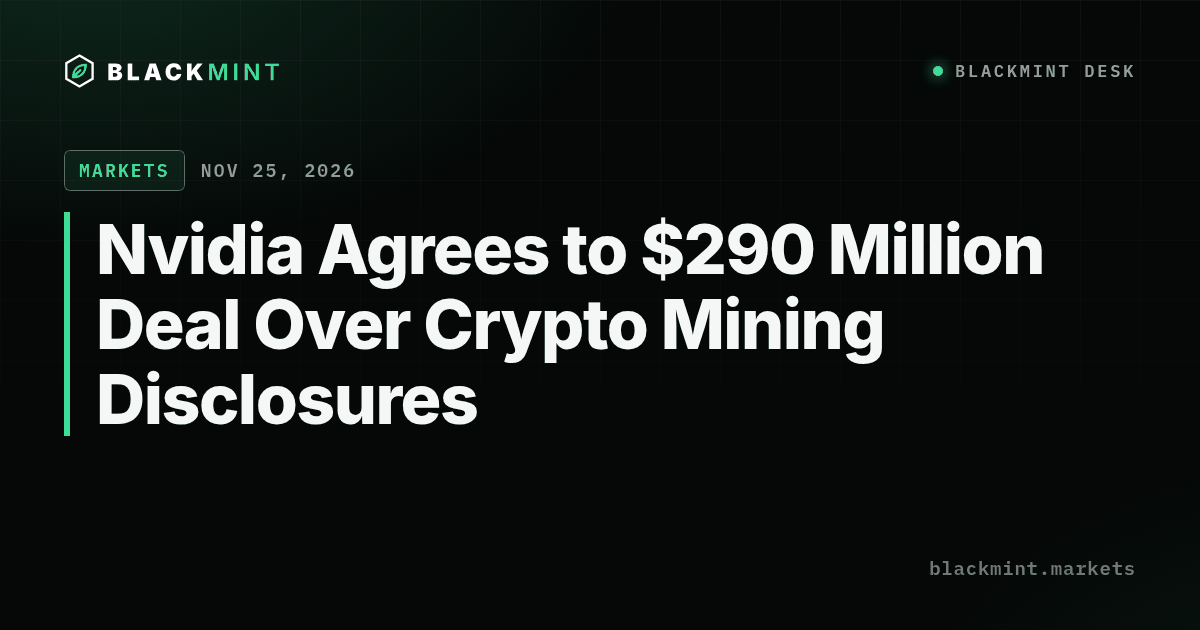 BLACKMINT
BLACKMINT DESK
MARKETS
NOV 25, 2026
Nvidia Agrees to $290 Million
Deal Over Crypto Mining
Disclosures
blackmint.markets